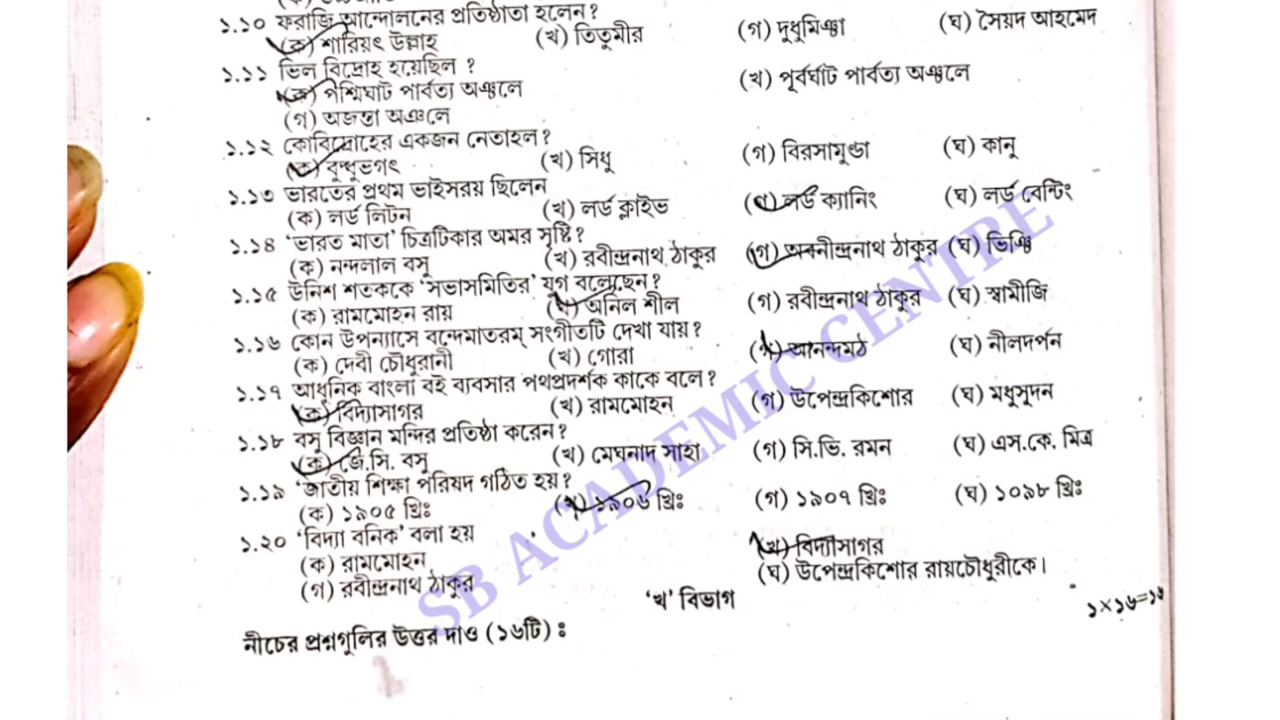 ১.১০ ফরাজি আন্দোলনের প্রতিষ্ঠাতা হলেন?
(ক) শারিয়ৎ উল্লাহ (খ) তিতুমীর (গ) দুধুমিঞা (ঘ) সৈয়দ আহমেদ
১.১১ ভিল বিদ্রোহ হয়েছিল ?
(ক) পশ্মিঘাট পার্বত্য অঞ্চলে (খ) পূর্বঘাট পার্বত্য অঞ্চলে
(গ) অজন্তা অঞ্চলে
১.১২ কোবিদ্রোহের একজন নেতাহল?
(ক) বুদ্ধুভগৎ (খ) সিধু (গ) বিরসামুণ্ডা (ঘ) কানু
১.১৩ ভারতের প্রথম ভাইসরয় ছিলেন
(ক) লর্ড লিটন (খ) লর্ড ক্লাইভ (গ) লর্ড ক্যানিং (ঘ) লর্ড বেন্টিং
১.১৪ ‘ভারত মাতা’ চিত্রটিকার অমর সৃষ্টি?
(ক) নন্দলাল বসু (খ) রবীন্দ্রনাথ ঠাকুর (গ) অবনীন্দ্রনাথ ঠাকুর (ঘ) ভিঞ্চি
১.১৫ উনিশ শতককে ‘সভাসমিতির’ যুগ বলেছেন?
(ক) রামমোহন রায় (খ) অনিল শীল (গ) রবীন্দ্রনাথ ঠাকুর (ঘ) স্বামীজি
১.১৬ কোন উপন্যাসে বন্দেমাতরম্ সংগীতটি দেখা যায়?
(ক) দেবী চৌধুরানী (খ) গোরা (গ) আনন্দমঠ (ঘ) নীলদর্পন
১.১৭ আধুনিক বাংলা বই ব্যবসার পথপ্রদর্শক কাকে বলে?
(ক) বিদ্যাসাগর (খ) রামমোহন (গ) উপেন্দ্রকিশোর (ঘ) মধুসূদন
১.১৮ বসু বিজ্ঞান মন্দির প্রতিষ্ঠা করেন?
(ক) জে.সি. বসু (খ) মেঘনাদ সাহা (গ) সি.ভি. রমন (ঘ) এস.কে. মিত্র
১.১৯ ‘জাতীয় শিক্ষা পরিষদ গঠিত হয়?
(ক) ১৯০৫ খ্রিঃ (খ) ১৯০৬ খ্রিঃ (গ) ১৯০৭ খ্রিঃ (ঘ) ১০৯৮ খ্রিঃ
১.২০ ‘বিদ্যা বনিক’ বলা হয়
(ক) রামমোহন (খ) বিদ্যাসাগর
(গ) রবীন্দ্রনাথ ঠাকুর (ঘ) উপেন্দ্রকিশোর রায়চৌধুরীকে।
‘খ’ বিভাগ
নীচের প্রশ্নগুলির উত্তর দাও (১৬টি) ঃ ১×১৬=১৬
SB ACADEMIC CENTRE